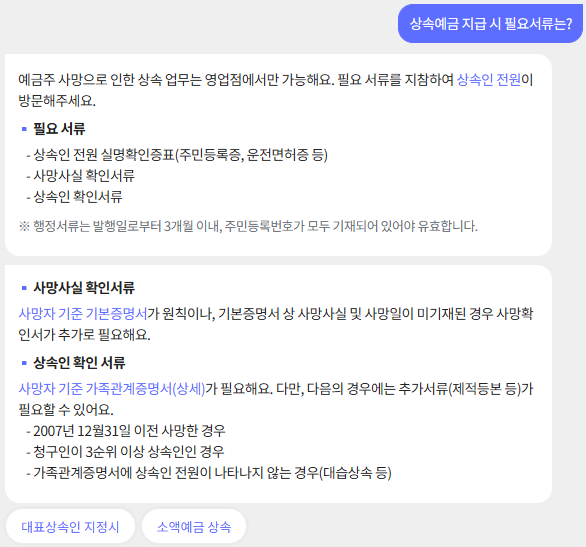 상속예금 지급 시 필요서류는?
예금주 사망으로 인한 상속 업무는 영업점에서만 가능해요. 필요 서류를 지참하여 상속인 전원이
방문해주세요.
▪ 필요 서류
- 상속인 전원 실명확인증표(주민등록증, 운전면허증 등)
- 사망사실 확인서류
- 상속인 확인서류
※ 행정서류는 발행일로부터 3개월 이내, 주민등록번호가 모두 기재되어 있어야 유효합니다.
▪ 사망사실 확인서류
사망자 기준 기본증명서가 원칙이나, 기본증명서 상 사망사실 및 사망일이 미기재된 경우 사망확
인서가 추가로 필요해요.
▪ 상속인 확인 서류
사망자 기준 가족관계증명서(상세)가 필요해요. 다만, 다음의 경우에는 추가서류(제적등본 등)가
필요할 수 있어요.
- 2007년 12월31일 이전 사망한 경우
- 청구인이 3순위 이상 상속인인 경우
- 가족관계증명서에 상속인 전원이 나타나지 않는 경우(대습상속 등)
대표상속인 지정시
소액예금 상속